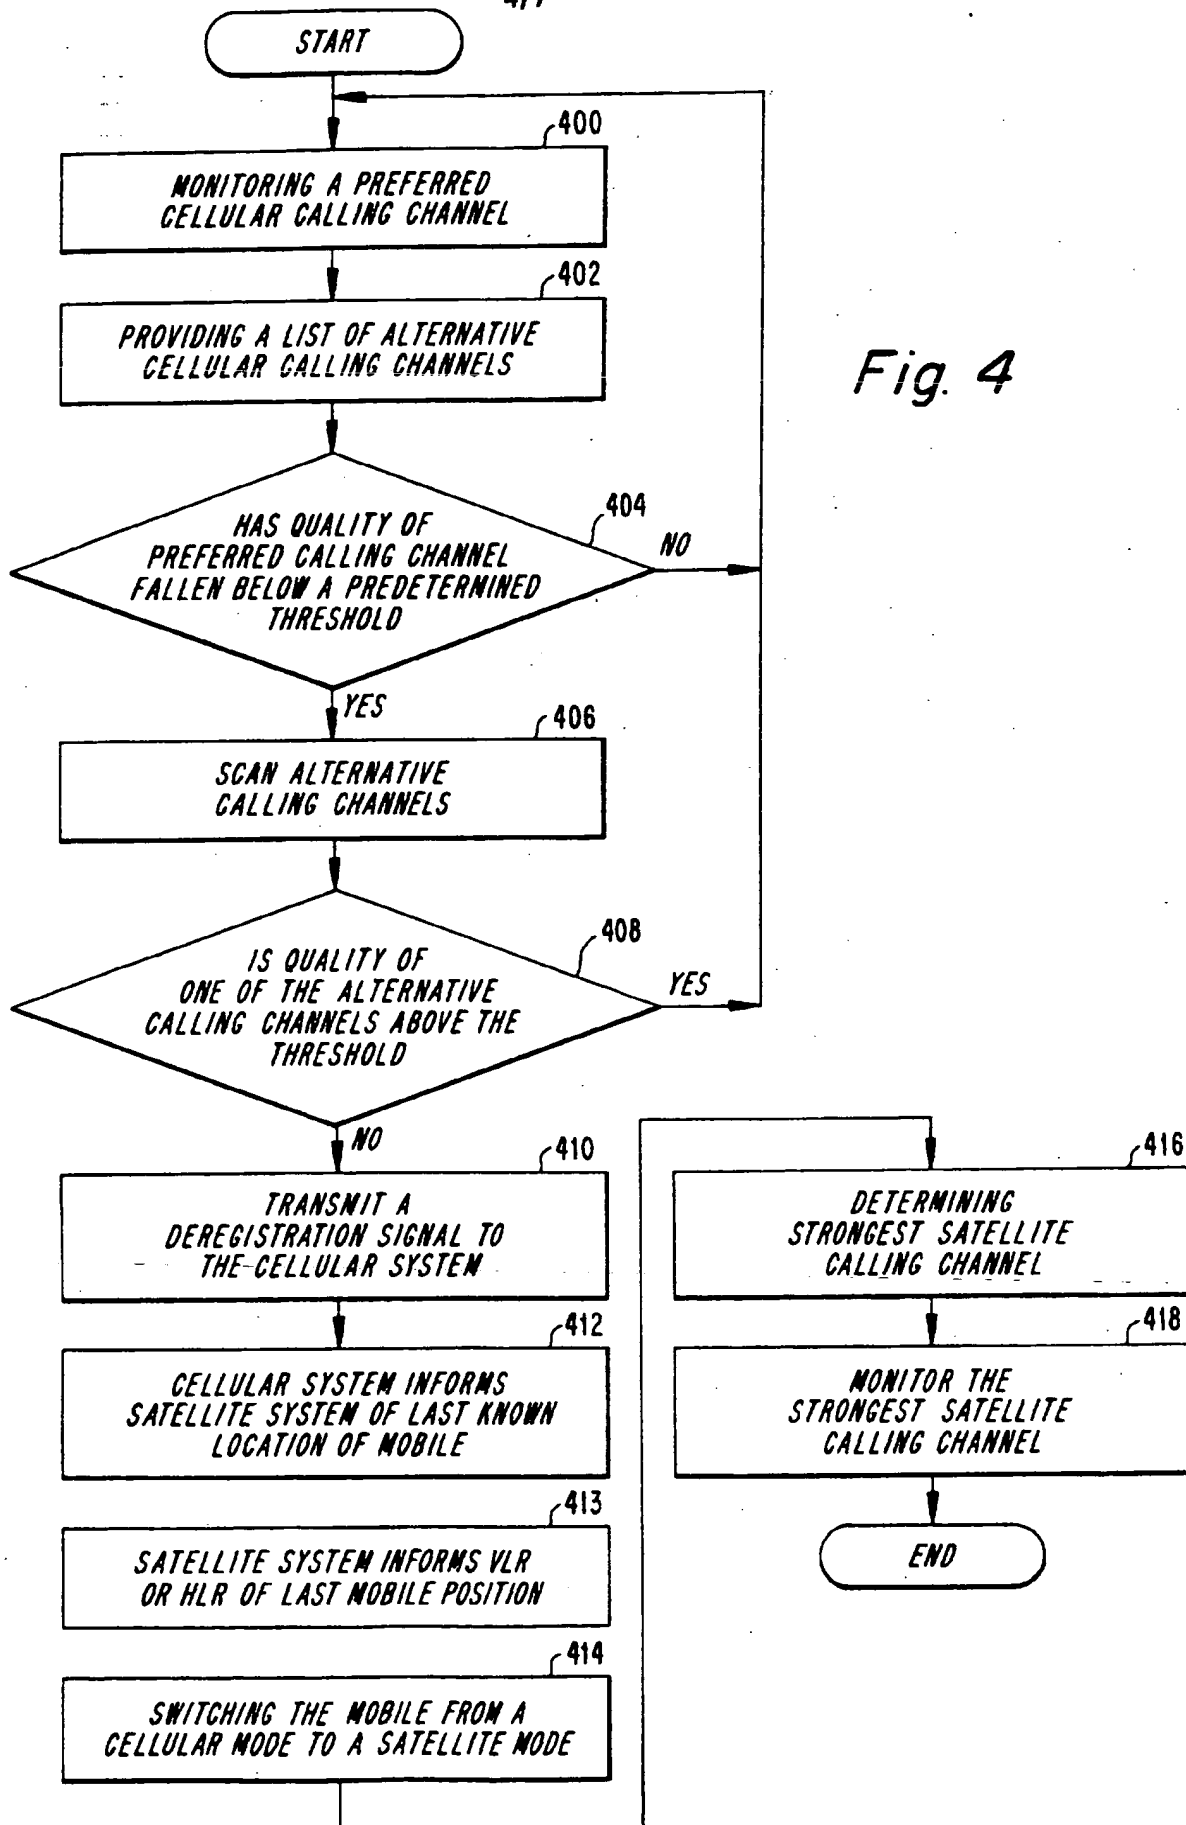 START
400
MONITORING A PREFERRED
CELLULAR CALLING CHANNEL
402
PROVIDING A LIST OF ALTERNATIVE
CELLULAR CALLING CHANNELS
Fig. 4
404
HAS QUALITY OF
PREFERRED CALLING CHANNEL
FALLEN BELOW A PREDETERMINED
THRESHOLD
NO
YES
406
SCAN ALTERNATIVE
CALLING CHANNELS
408
IS QUALITY OF
ONE OF THE ALTERNATIVE
CALLING CHANNELS ABOVE THE
THRESHOLD
YES
NO
410
TRANSMIT A
DEREGISTRATION SIGNAL TO
THE CELLULAR SYSTEM
412
CELLULAR SYSTEM INFORMS
SATELLITE SYSTEM OF LAST KNOWN
LOCATION OF MOBILE
413
SATELLITE SYSTEM INFORMS VLR
OR HLR OF LAST MOBILE POSITION
414
SWITCHING THE MOBILE FROM A
CELLULAR MODE TO A SATELLITE MODE
416
DETERMINING
STRONGEST SATELLITE
CALLING CHANNEL
418
MONITOR THE
STRONGEST SATELLITE
CALLING CHANNEL
END